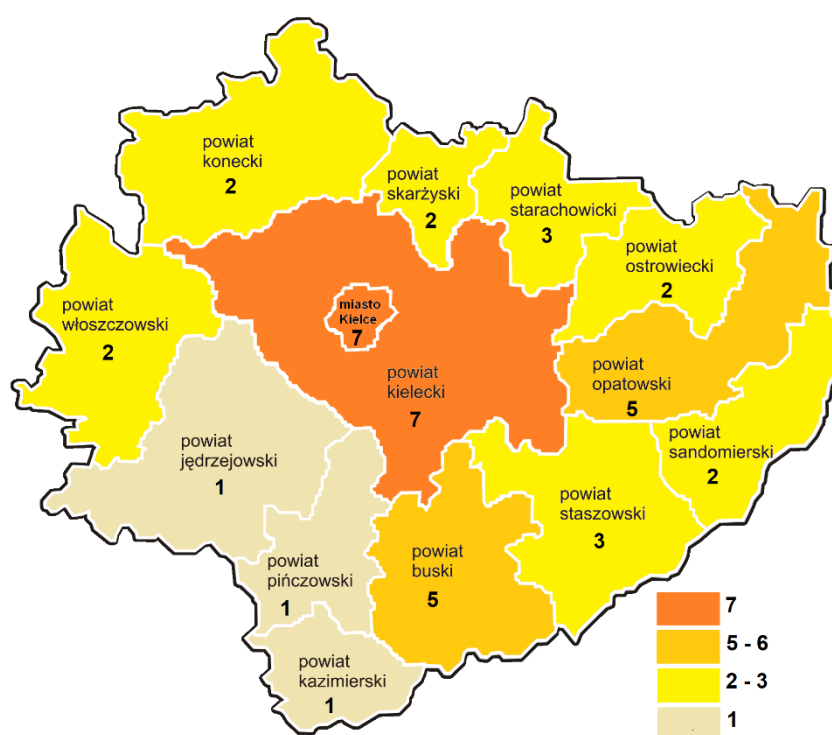 powiat
konecki
2
powiat
skarżyski
2
powiat
starachowicki
3
powiat
ostrowiecki
2
powiat
włoszczowski
2
miasto
Kielce
7
powiat
kielecki
7
powiat
opatowski
5
powiat
sandomierski
2
powiat
jędrzejowski
1
powiat
staszowski
3
powiat
pińczowski
1
powiat
buski
5
powiat
kazimierski
1
7
5 - 6
2 - 3
1